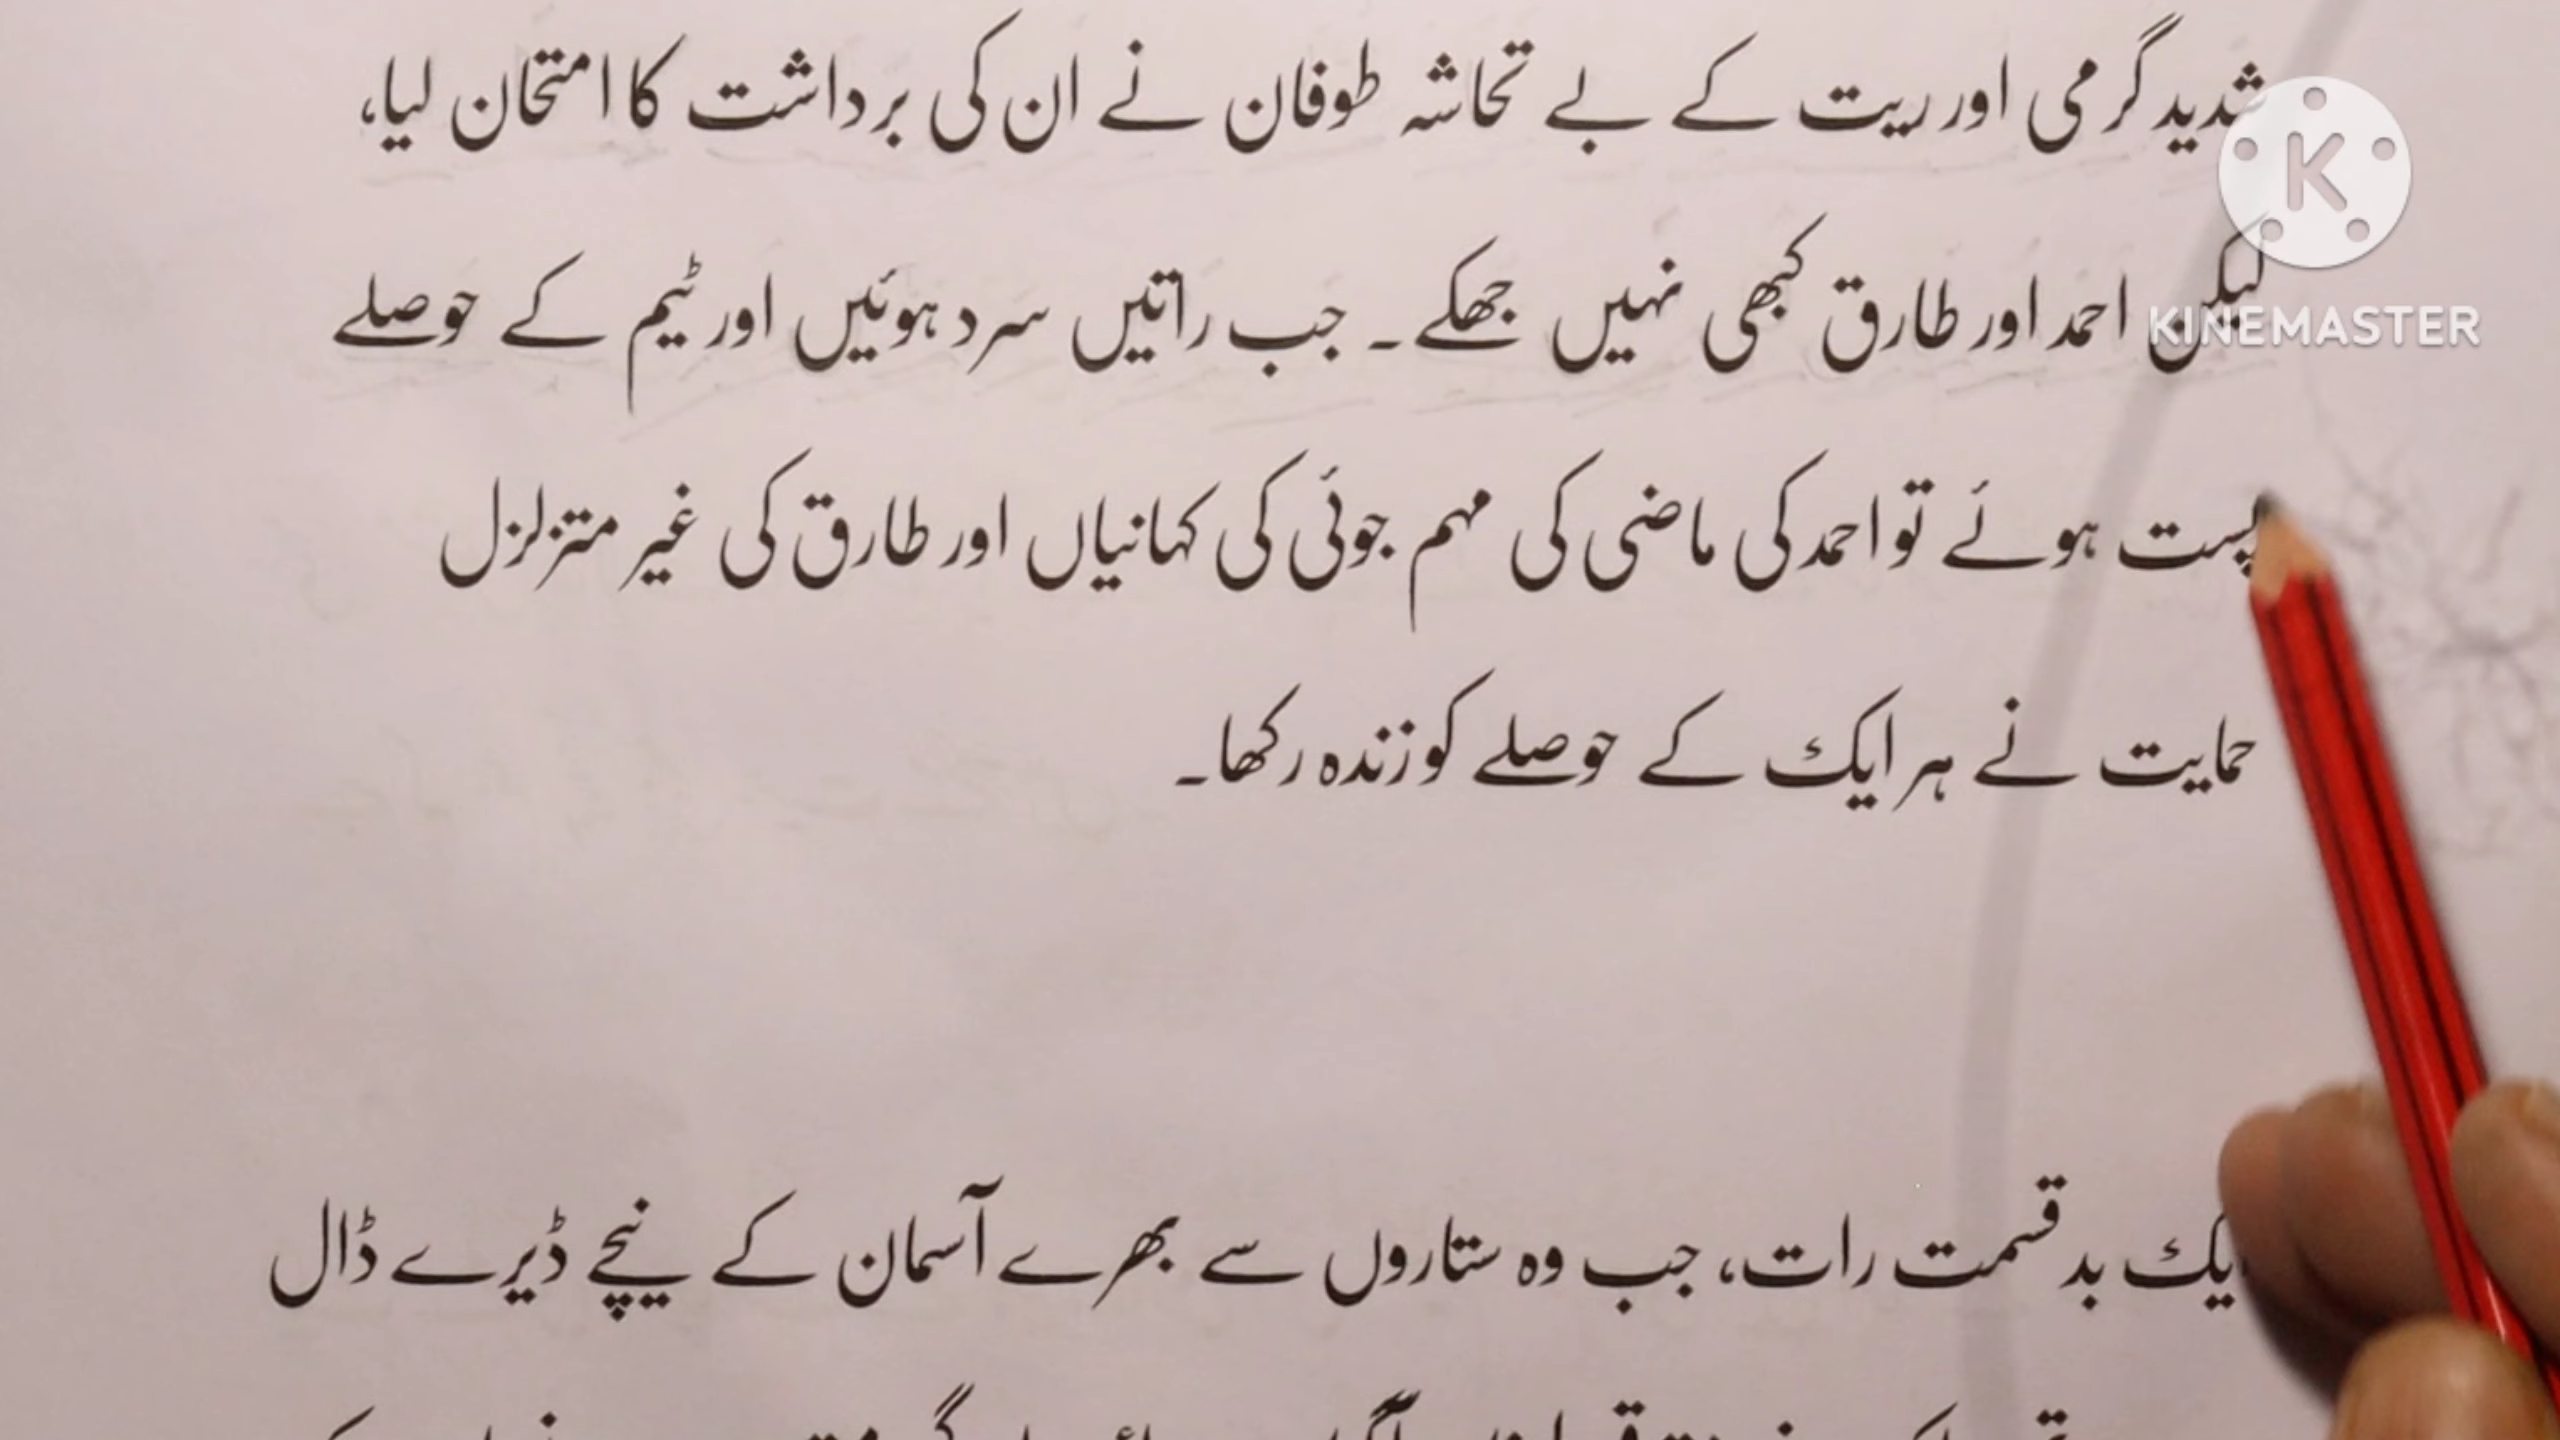 شدید گرمی اور ریت کے بے تحاشہ طوفان نے ان کی برداشت کا امتحان لیا،
لیکن احمد اور طارق کبھی نہیں جھکے۔ جب راتیں سرد ہوئیں اور ٹیم کے حوصلے
پست ہوئے تو احمد کی ماضی کی مہم جوئی کی کہانیاں اور طارق کی غیر متزلزل
حمایت نے ہر ایک کے حوصلے کو زندہ رکھا۔
ایک بد قسمت رات، جب وہ ستاروں سے بھرے آسمان کے نیچے ڈیرے ڈال
K
KINEMASTER